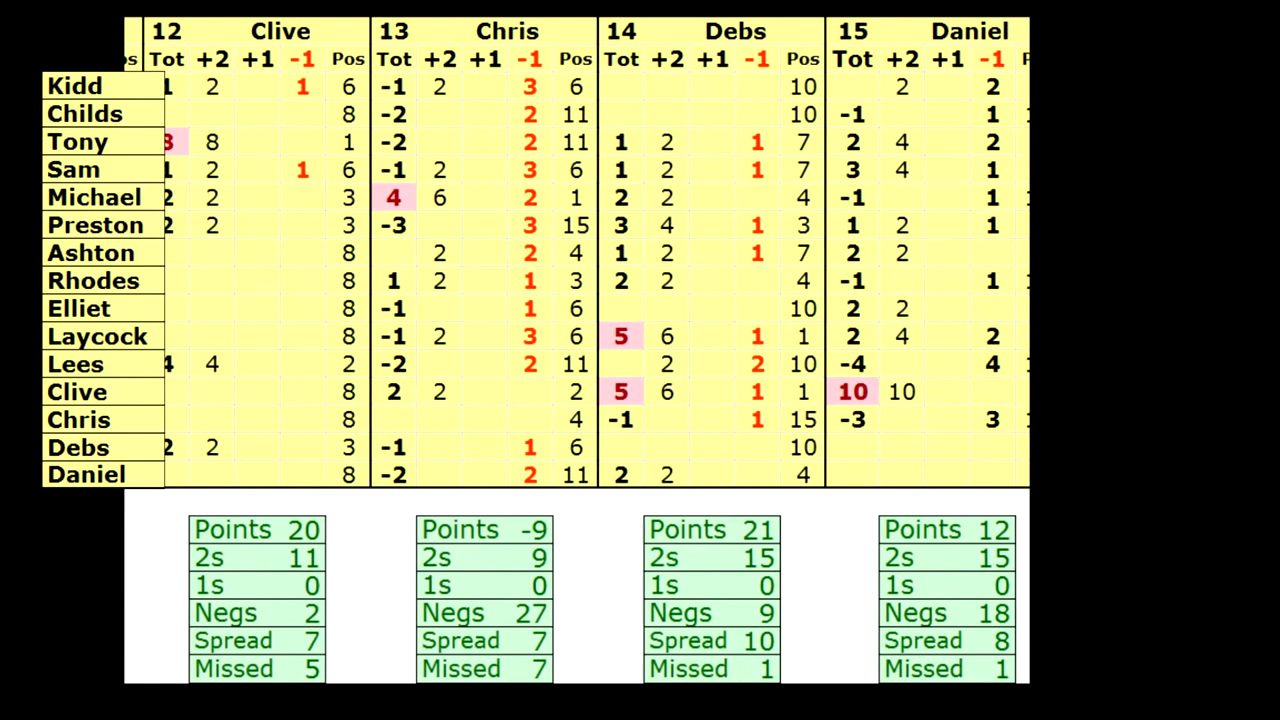 12 Clive 13 Chris 14 Debs 15 Daniel
Tot +2 +1 -1 Pos Tot +2 +1 -1 Pos Tot +2 +1 -1 Pos Tot +2 +1 -1
Kidd 1 2 1 6 -1 2 3 6 10 2 2
Childs 8 -2 2 11 10 -1 1
Tony 8 8 1 -2 2 11 1 2 1 7 2 4 2
Sam 1 2 1 6 -1 2 3 6 1 2 1 7 3 4 1
Michael 2 2 3 4 6 2 1 2 2 4 -1 1
Preston 2 2 3 -3 3 15 3 4 1 3 1 2 1
Ashton 8 2 2 4 1 2 1 7 2 2
Rhodes 8 1 2 1 3 2 2 4 -1 1
Elliet 8 -1 1 6 10 2 2
Laycock 8 -1 2 3 6 5 6 1 1 2 4 2
Lees 4 4 2 -2 2 11 2 2 10 -4 4
Clive 8 2 2 2 5 6 1 1 10 10
Chris 8 4 -1 1 15 -3 3
Debs 2 2 3 -1 1 6 10
Daniel 8 -2 2 11 2 2 4
Points 20 Points -9 Points 21 Points 12
2s 11 2s 9 2s 15 2s 15
1s 0 1s 0 1s 0 1s 0
Negs 2 Negs 27 Negs 9 Negs 18
Spread 7 Spread 7 Spread 10 Spread 8
Missed 5 Missed 7 Missed 1 Missed 1